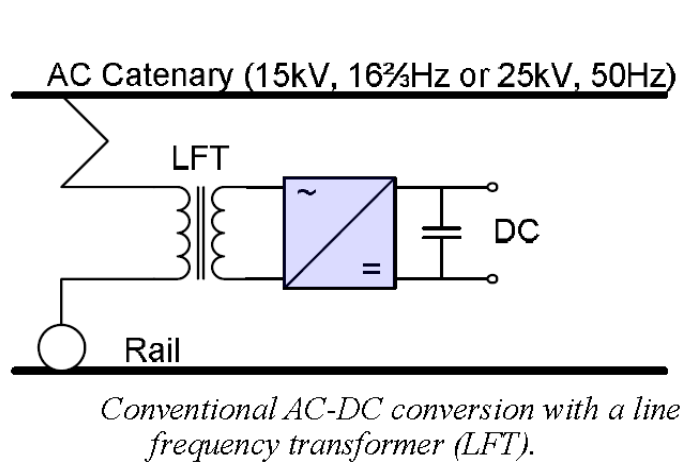 AC Catenary (15kV, 16⅔Hz or 25kV, 50Hz)
LFT
~
=
DC
Rail
Conventional AC-DC conversion with a line
frequency transformer (LFT).